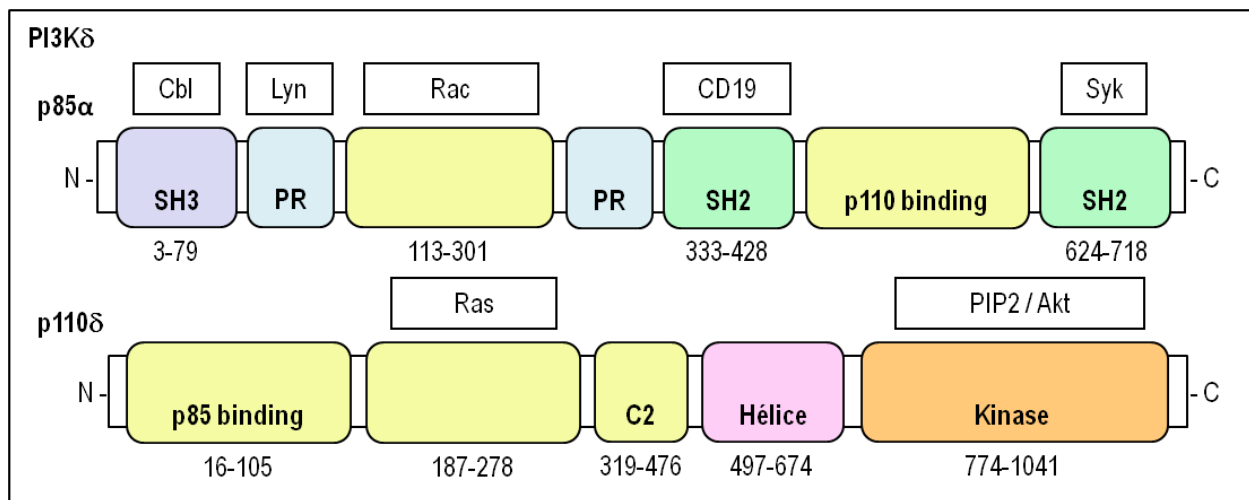 PI3Kδ
Cbl Lyn Rac CD19 Syk
p85α
N - SH3 PR PR SH2 p110 binding SH2 - C
3-79 113-301 333-428 624-718
Ras PIP2 / Akt
p110δ
N - p85 binding C2 Hélice Kinase - C
16-105 187-278 319-476 497-674 774-1041